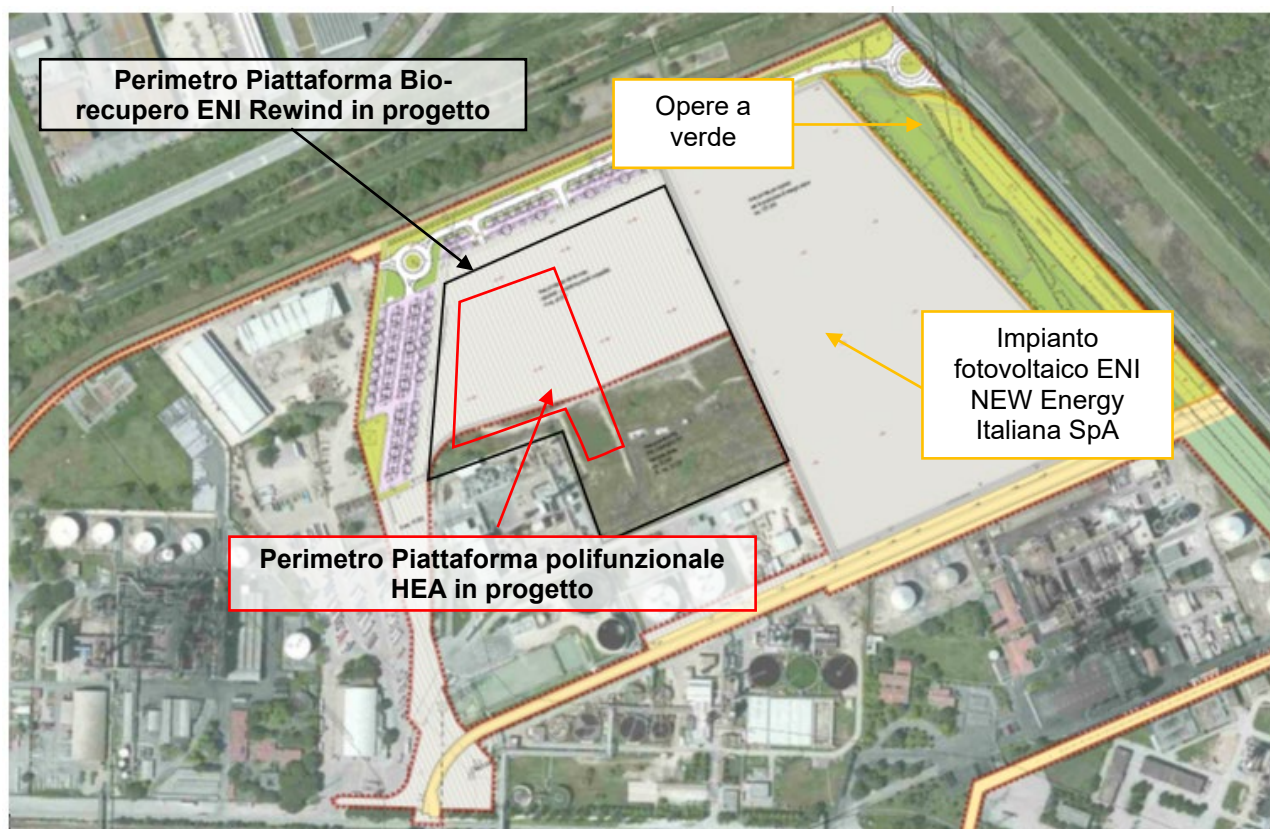 Perimetro Piattaforma Bio-
recupero ENI Rewind in progetto
Opere a
verde
Impianto
fotovoltaico ENI
NEW Energy
Italiana SpA
Perimetro Piattaforma polifunzionale
HEA in progetto